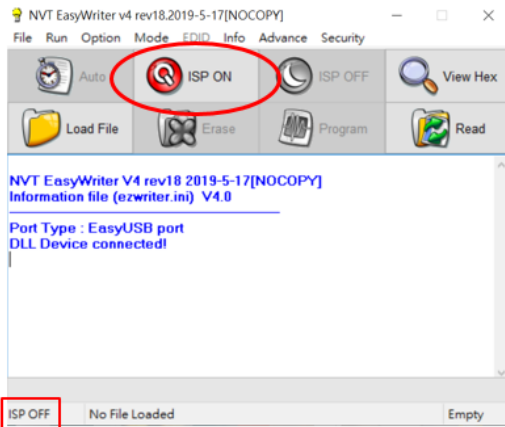 NVT EasyWriter v4 rev18.2019-5-17[NOCOPY]
File Run Option Mode EDID Info Advance Security
Auto ISP ON ISP OFF View Hex
Load File Erase Program Read
NVT EasyWriter V4 rev18 2019-5-17[NOCOPY]
Information file (ezwriter.ini) V4.0
Port Type : EasyUSB port
DLL Device connected!
ISP OFF No File Loaded Empty